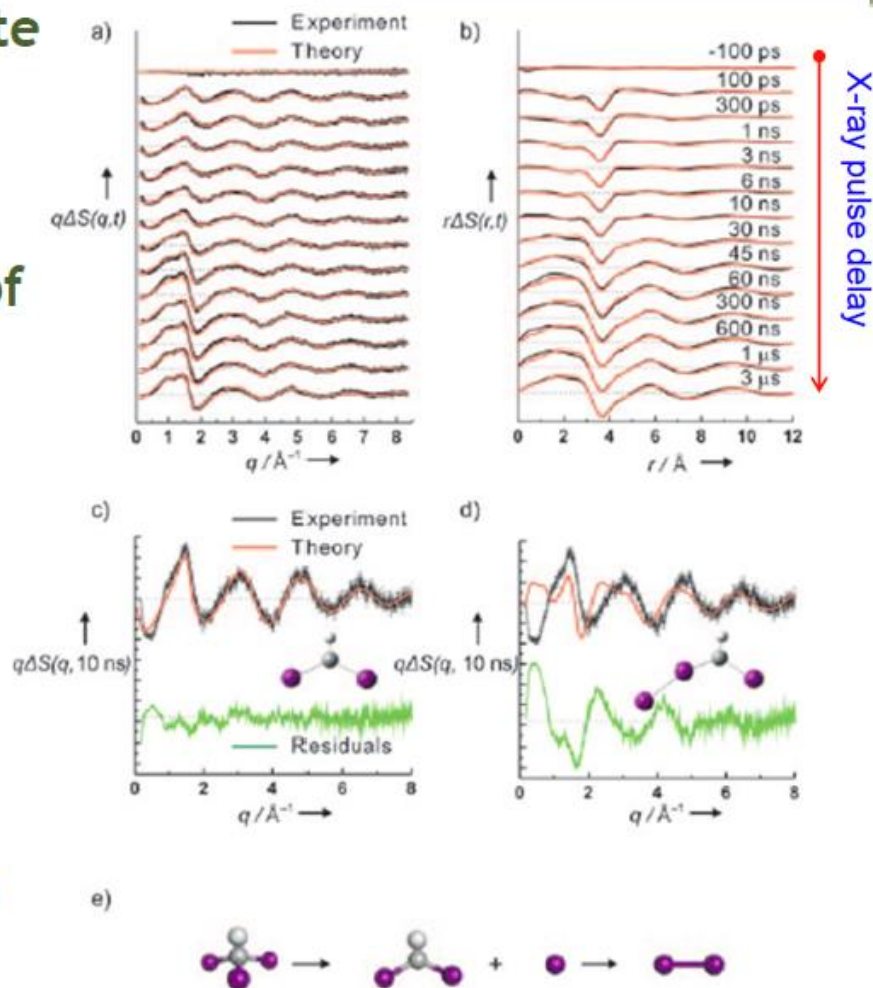 te
of
a)
Experiment
Theory
qΔS(q,t)
0 1 2 3 4 5 6 7 8
q / Å⁻¹
b)
-100 ps
100 ps
300 ps
1 ns
3 ns
6 ns
10 ns
30 ns
45 ns
60 ns
300 ns
600 ns
1 μs
3 μs
rΔS(r,t)
0 2 4 6 8 10 12
r / Å
X-ray pulse delay
c)
Experiment
Theory
qΔS(q, 10 ns)
Residuals
0 2 4 6 8
q / Å⁻¹
d)
qΔS(q, 10 ns)
0 2 4 6 8
q / Å⁻¹
e)
+